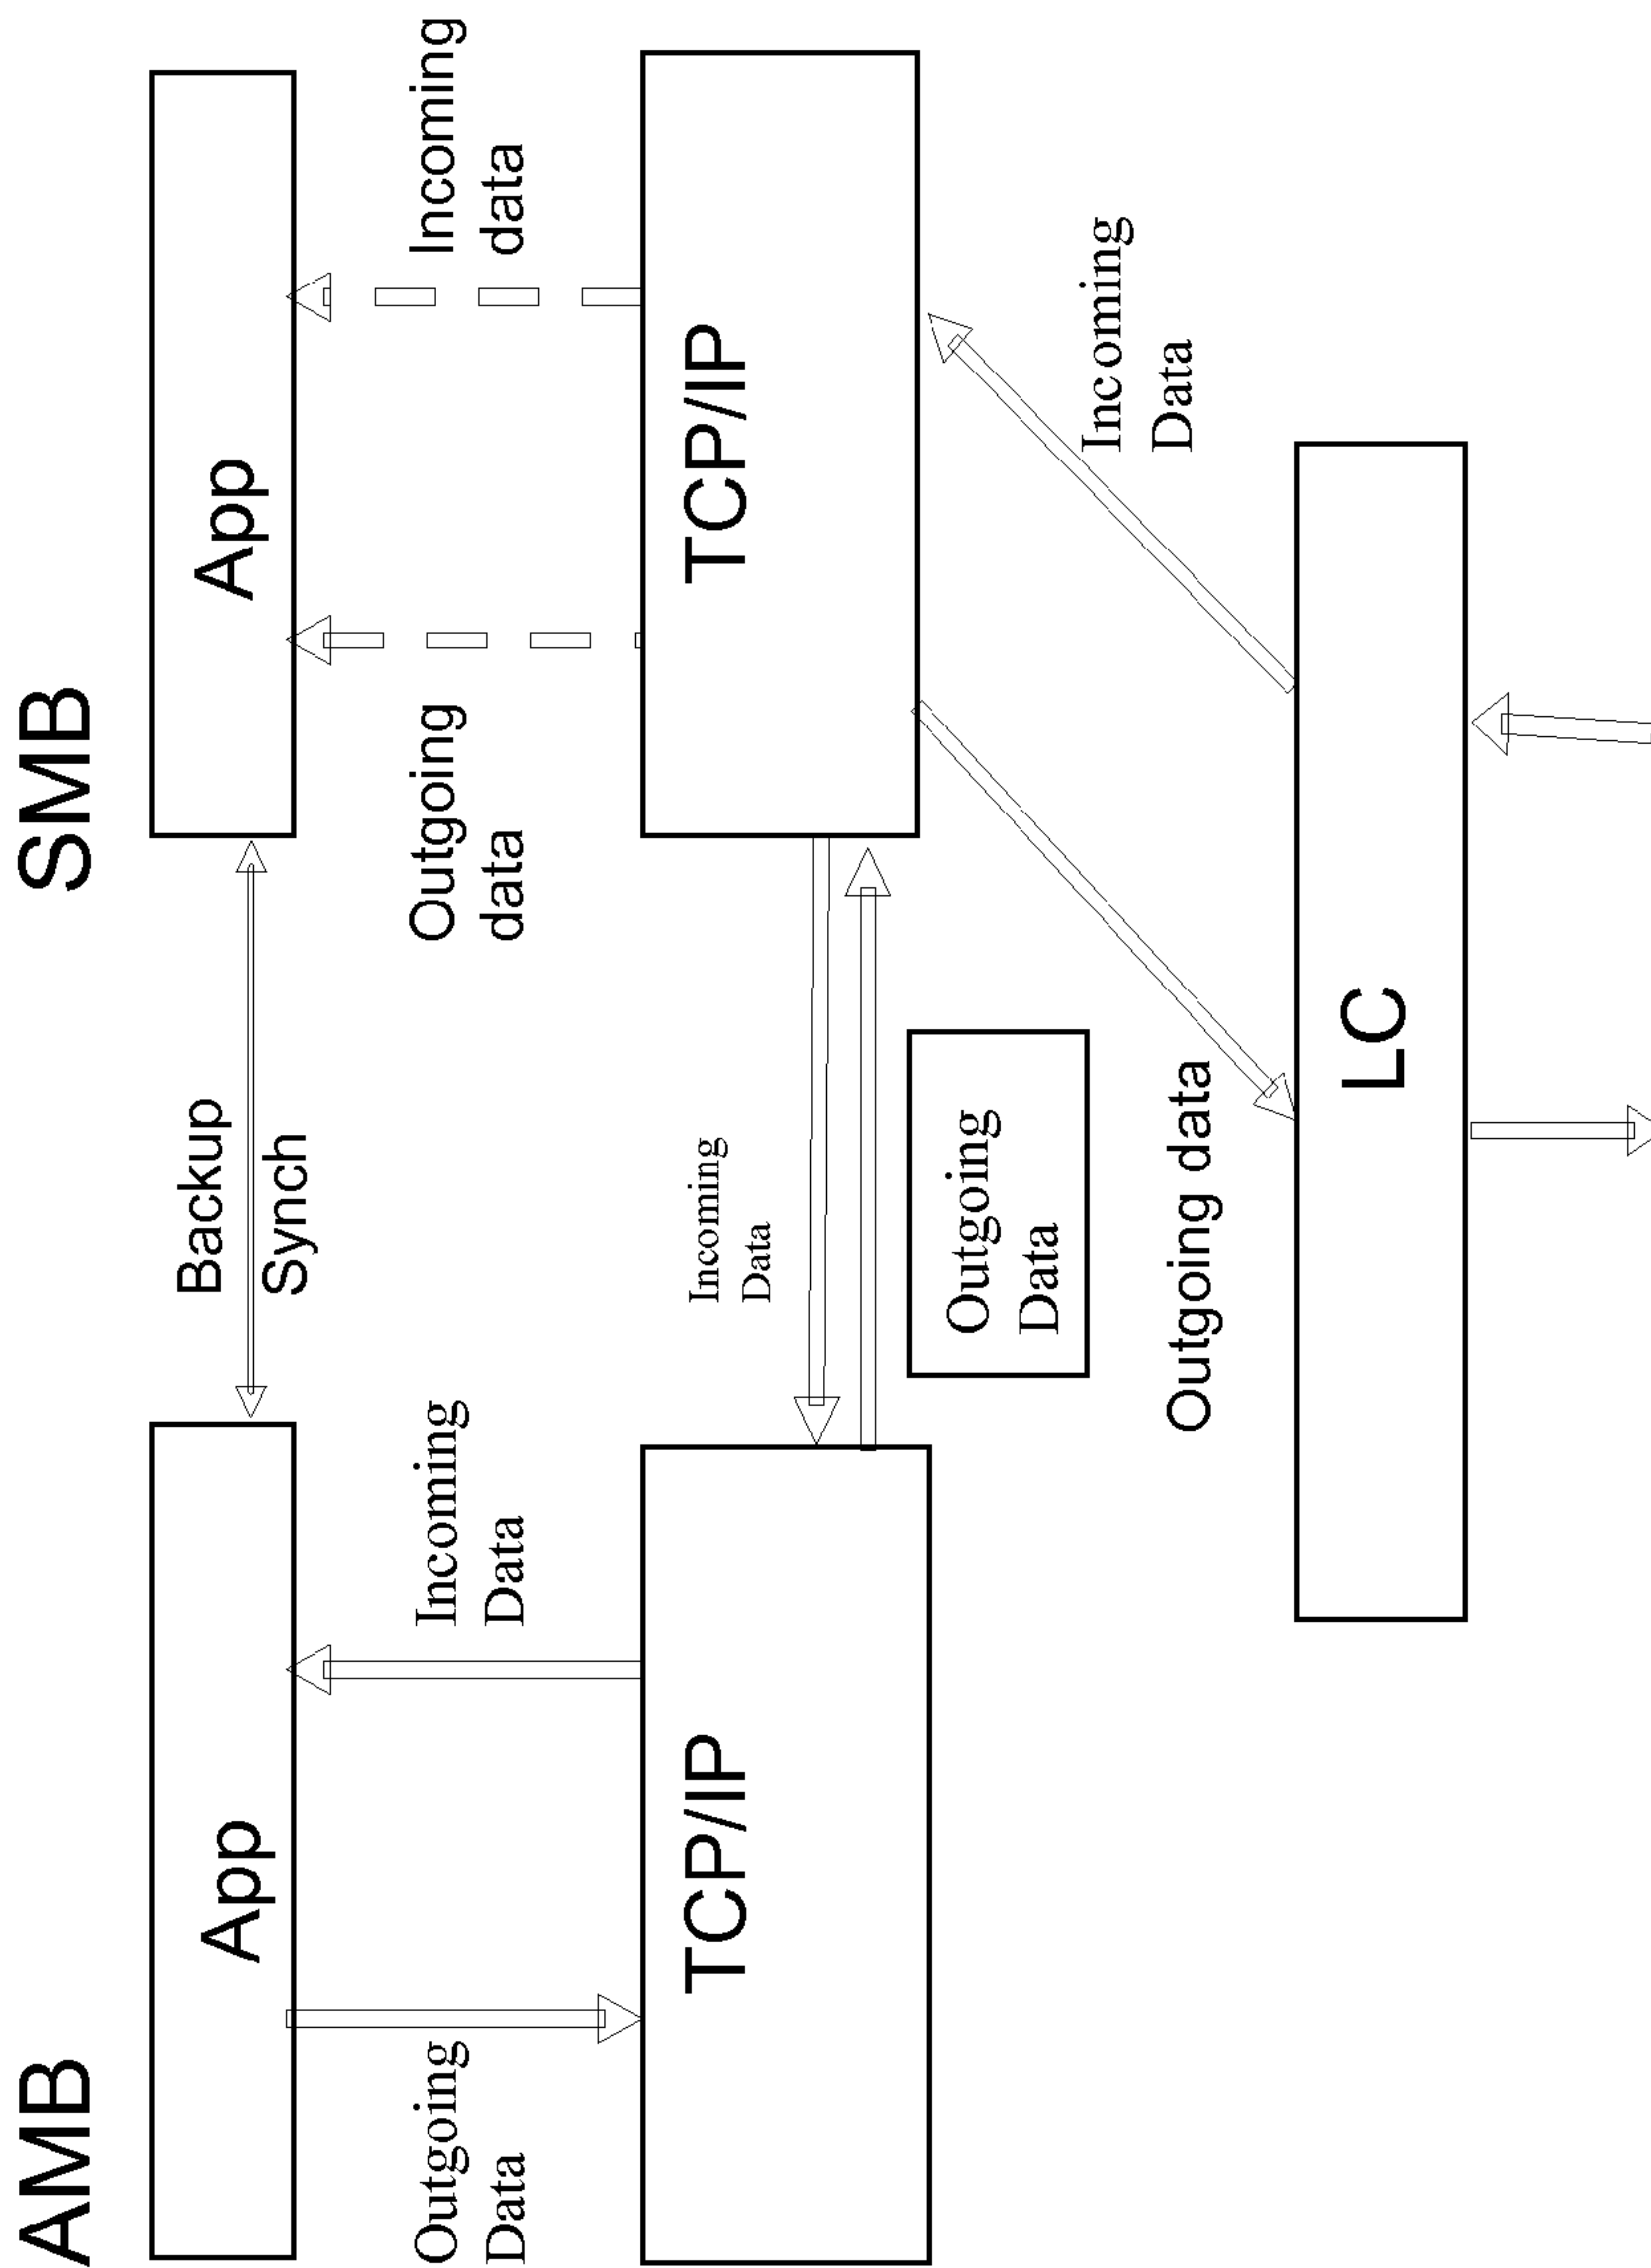 AMB
SMB
App
Backup
Synch
App
Outgoing
Data
Incoming
Data
Outgoing
data
Incoming
data
TCP/IP
Incoming
Data
TCP/IP
Outgoing
Data
Outgoing data
Incoming
Data
LC